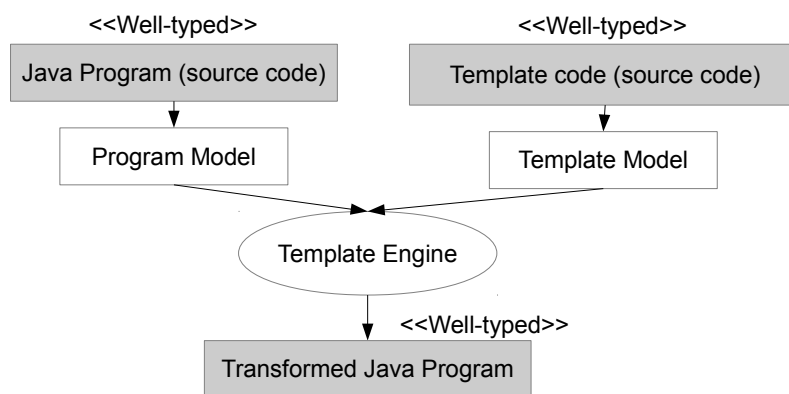 <<Well-typed>>
<<Well-typed>>
Java Program (source code)
Template code (source code)
Program Model
Template Model
Template Engine
<<Well-typed>>
Transformed Java Program